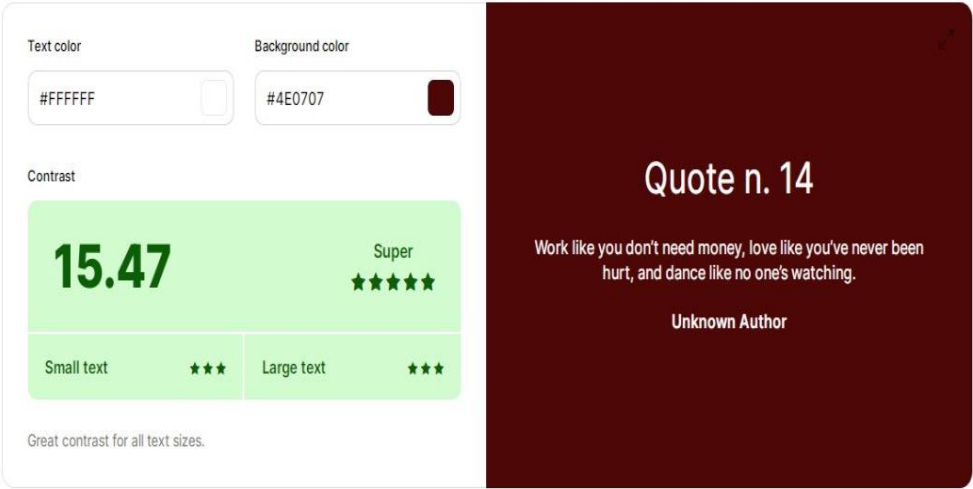 Text color
Background color
#FFFFFF
#4E0707
Contrast
15.47
Super
★★★★★
Small text ★★★
Large text ★★★
Great contrast for all text sizes.
Quote n. 14
Work like you don’t need money, love like you’ve never been
hurt, and dance like no one’s watching.
Unknown Author